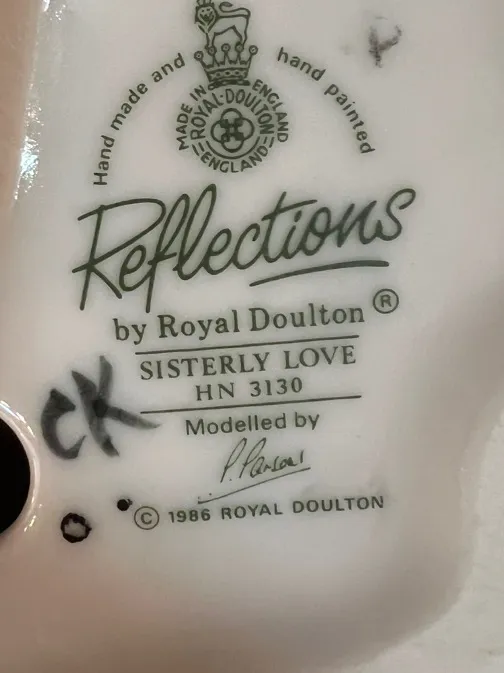 Hand made and hand painted
MADE IN ENGLAND
ROYAL·DOULTON
ENGLAND
Reflections
by Royal Doulton ®
SISTERLY LOVE
HN 3130
Modelled by
P. Parsons
CK
© 1986 ROYAL DOULTON